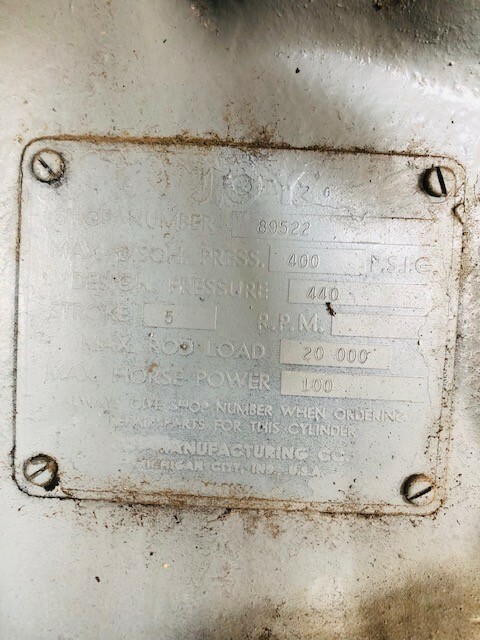 JOY
SHOP NUMBER 89522
MAX. DISCH. PRESS. 400 P.S.I.G.
DESIGN PRESSURE 440
STROKE 5 R.P.M.
MAX. ROD LOAD 20 000
MAX. HORSE POWER 100
ALWAYS GIVE SHOP NUMBER WHEN ORDERING
PARTS FOR THIS CYLINDER
MANUFACTURING CO.
MICHIGAN CITY, IND., U.S.A.